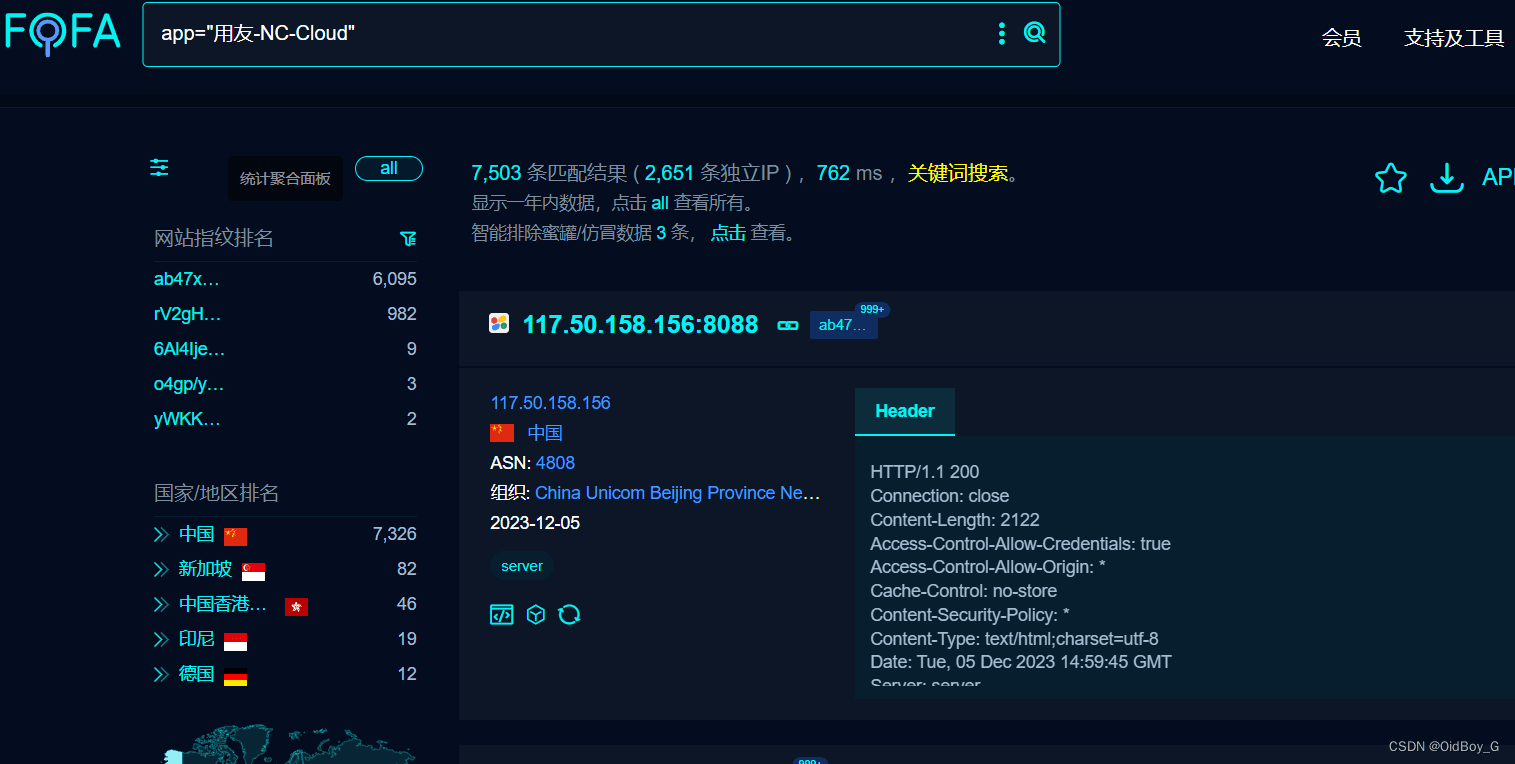 FOFA
app="用友-NC-Cloud"
会员
支持及工具
统计聚合面板
all
7,503 条匹配结果 ( 2,651 条独立IP ) ，762 ms ，关键词搜索。
显示一年内数据，点击 all 查看所有。
智能排除蜜罐/仿冒数据 3 条， 点击 查看。
API
网站指纹排名
ab47x… 6,095
rV2gH… 982
6Al4Ije… 9
o4gp/y… 3
yWKK… 2
国家/地区排名
中国 7,326
新加坡 82
中国香港… 46
印尼 19
德国 12
117.50.158.156:8088
ab47…
999+
117.50.158.156
中国
ASN: 4808
组织: China Unicom Beijing Province Ne…
2023-12-05
server
Header
HTTP/1.1 200
Connection: close
Content-Length: 2122
Access-Control-Allow-Credentials: true
Access-Control-Allow-Origin: *
Cache-Control: no-store
Content-Security-Policy: *
Content-Type: text/html;charset=utf-8
Date: Tue, 05 Dec 2023 14:59:45 GMT
Server: server
999+
CSDN @OidBoy_G